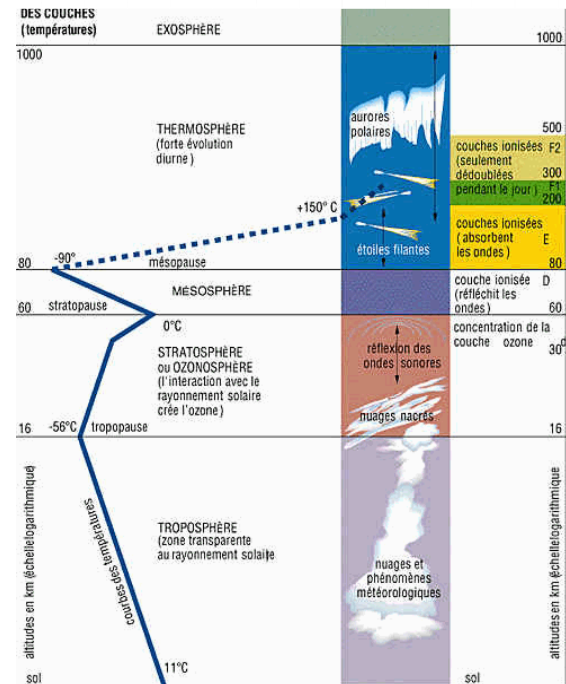 DES COUCHES
(températures)
EXOSPHÈRE
1000
1000
THERMOSPHÈRE
(forte évolution
diurne)
aurores
polaires
500
couches ionisées F2
(seulement
dédoublées 300
pendant le jour) F1
200
+150° C
couches ionisées
(absorbent
les ondes) E
étoiles filantes
-90°
mésopause
80
80
MÉSOSPHÈRE
couche ionisée D
(réfléchit les
ondes) 60
stratopause
60
0°C
concentration de la
couche ozone d
30
réflexion des
ondes sonores
STRATOSPHÈRE
OU OZONOSPHÈRE
(l'interaction avec le
rayonnement solaire
crée l'ozone)
nuages nacrés
-56°C
tropopause
16
16
altitudes en km (échellelogarithmique)
courbes des températures
TROPOSPHÈRE
(zone transparente
au rayonnement solaire
nuages et
phénomènes
météorologiques
altitudes en km (échellelogarithmique)
11°C
sol
sol